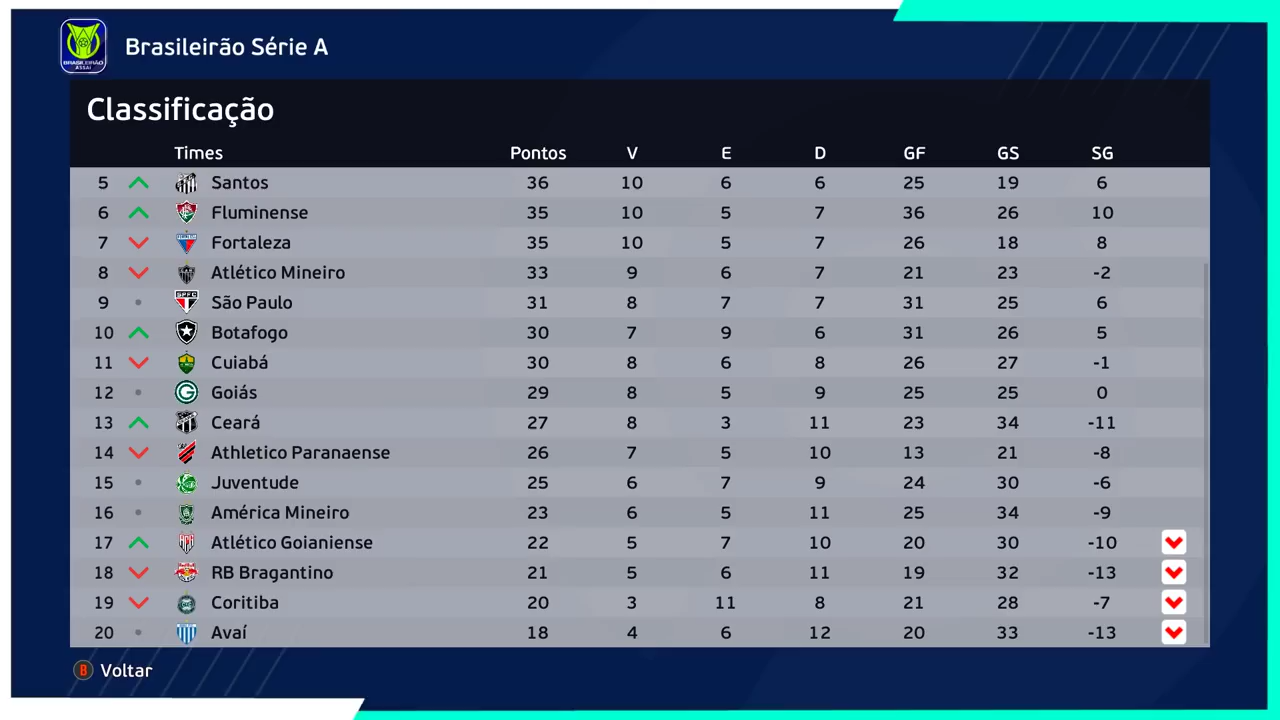 BRASILEIRÃO
ASSAÍ
Brasileirão Série A
Classificação
Times Pontos V E D GF GS SG
5 Santos 36 10 6 6 25 19 6
6 Fluminense 35 10 5 7 36 26 10
7 Fortaleza 35 10 5 7 26 18 8
8 Atlético Mineiro 33 9 6 7 21 23 -2
9 São Paulo 31 8 7 7 31 25 6
10 Botafogo 30 7 9 6 31 26 5
11 Cuiabá 30 8 6 8 26 27 -1
12 Goiás 29 8 5 9 25 25 0
13 Ceará 27 8 3 11 23 34 -11
14 Athletico Paranaense 26 7 5 10 13 21 -8
15 Juventude 25 6 7 9 24 30 -6
16 América Mineiro 23 6 5 11 25 34 -9
17 Atlético Goianiense 22 5 7 10 20 30 -10
18 RB Bragantino 21 5 6 11 19 32 -13
19 Coritiba 20 3 11 8 21 28 -7
20 Avaí 18 4 6 12 20 33 -13
B Voltar